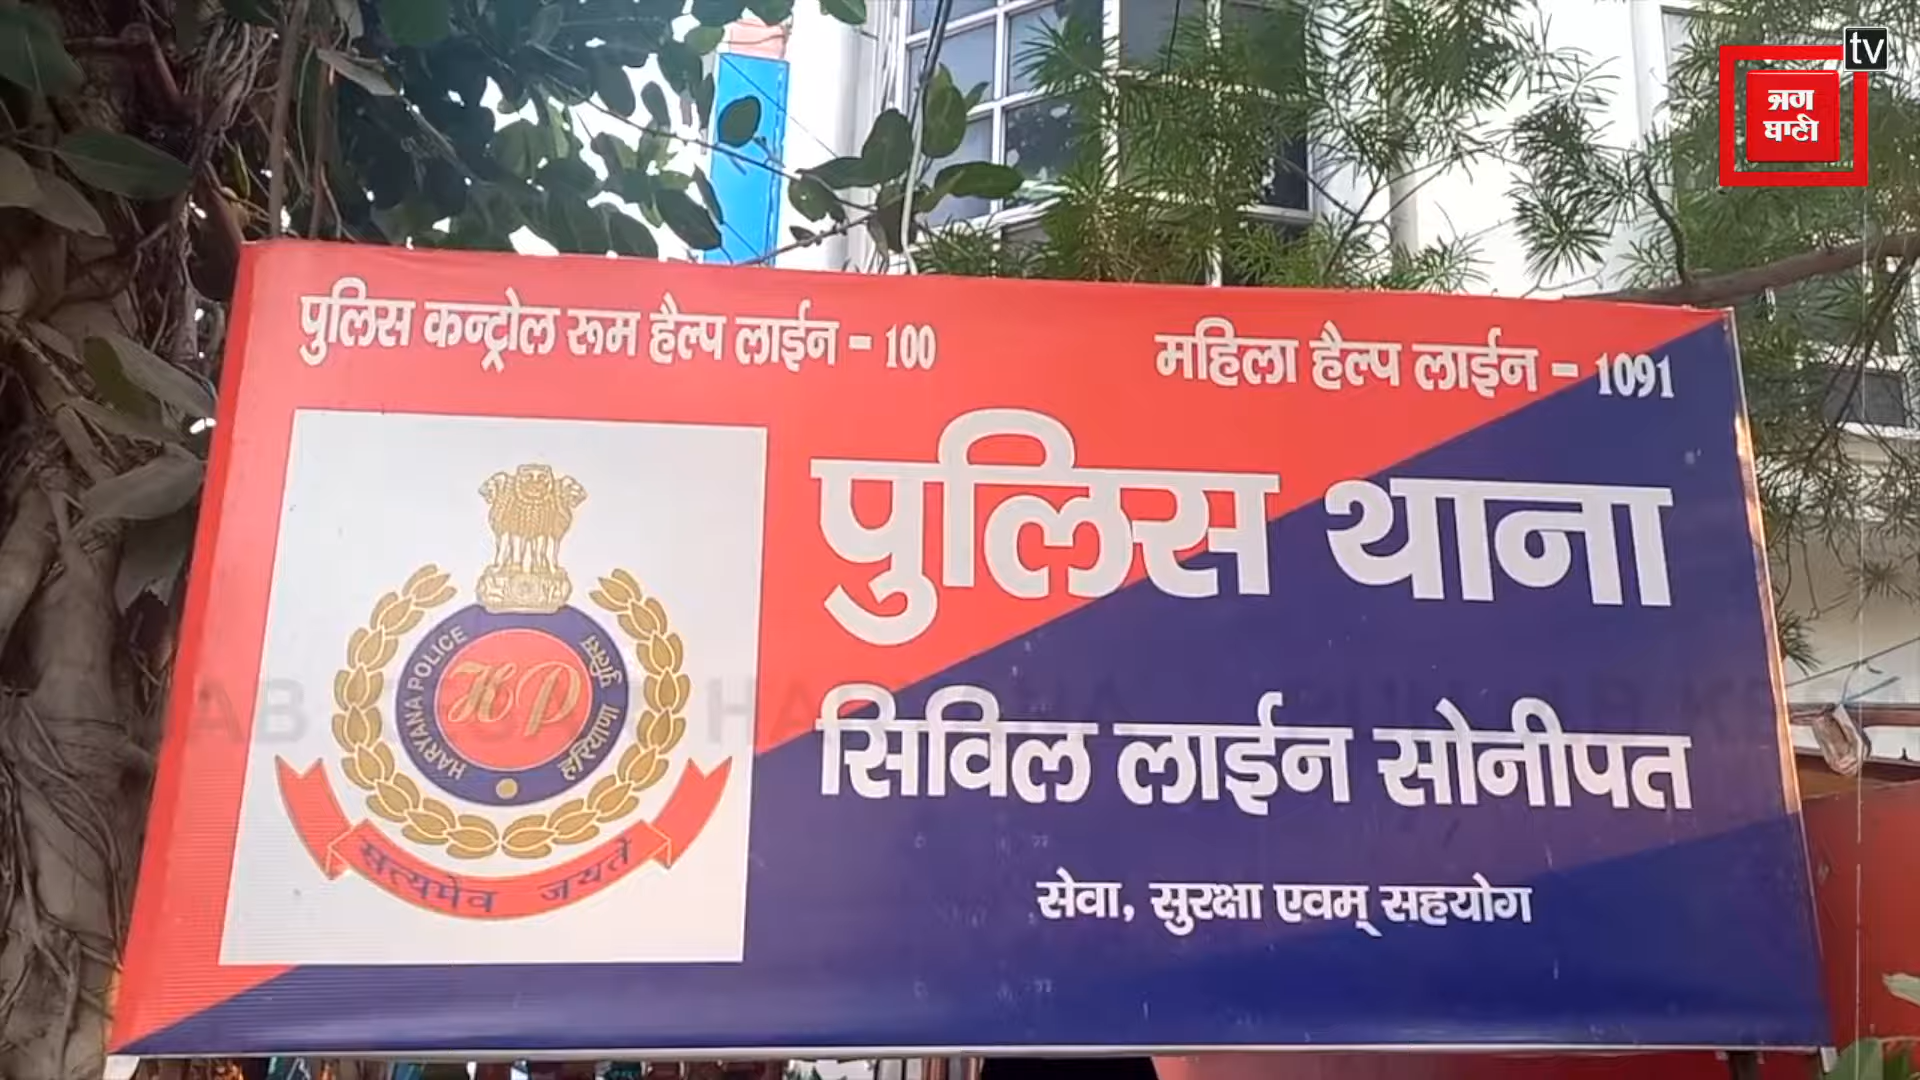 tv
ਜਗ
ਬਾਣੀ
पुलिस कन्ट्रोल रूम हैल्प लाईन - 100
महिला हैल्प लाईन - 1091
पुलिस थाना
सिविल लाईन सोनीपत
सेवा, सुरक्षा एवम् सहयोग
HARYANA POLICE
हरियाणा पुलिस
HP
सत्यमेव जयते